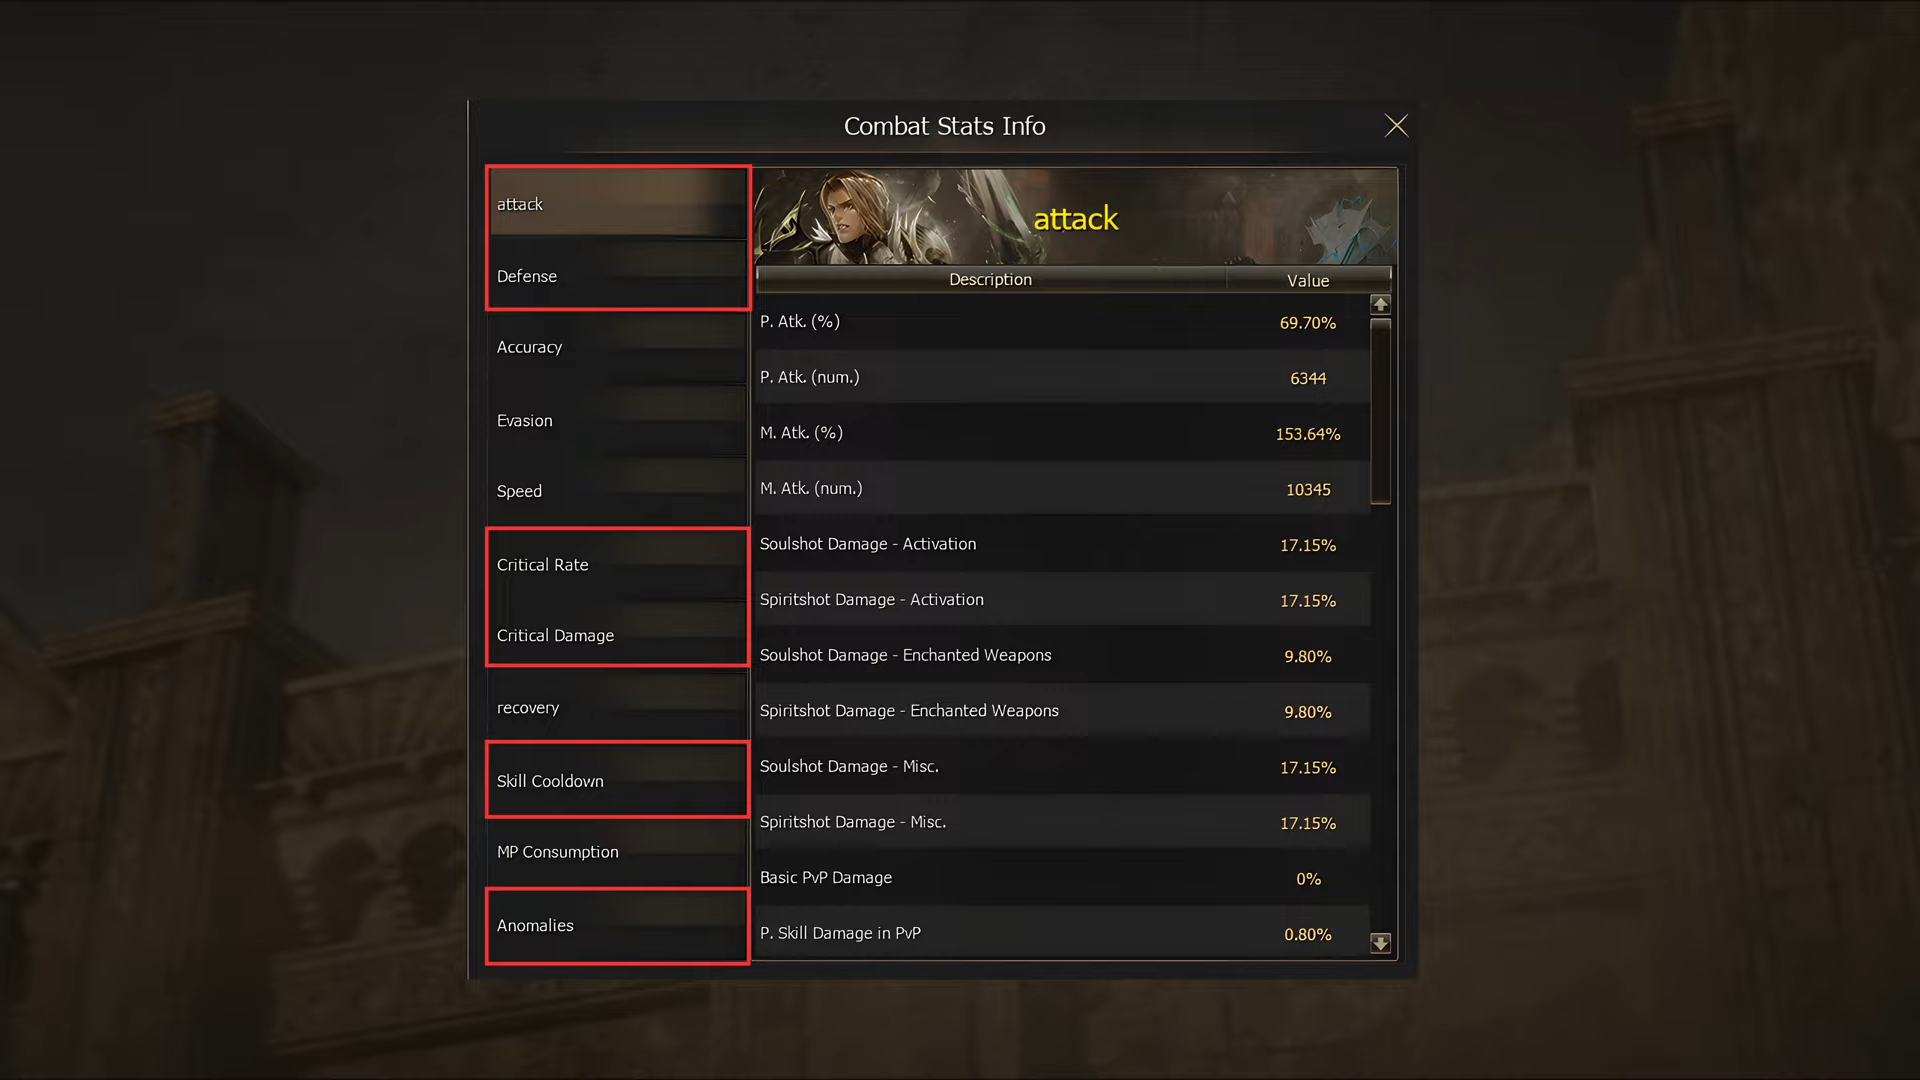 Combat Stats Info
attack
Defense
Accuracy
Evasion
Speed
Critical Rate
Critical Damage
recovery
Skill Cooldown
MP Consumption
Anomalies
attack
Description Value
P. Atk. (%) 69.70%
P. Atk. (num.) 6344
M. Atk. (%) 153.64%
M. Atk. (num.) 10345
Soulshot Damage - Activation 17.15%
Spiritshot Damage - Activation 17.15%
Soulshot Damage - Enchanted Weapons 9.80%
Spiritshot Damage - Enchanted Weapons 9.80%
Soulshot Damage - Misc. 17.15%
Spiritshot Damage - Misc. 17.15%
Basic PvP Damage 0%
P. Skill Damage in PvP 0.80%